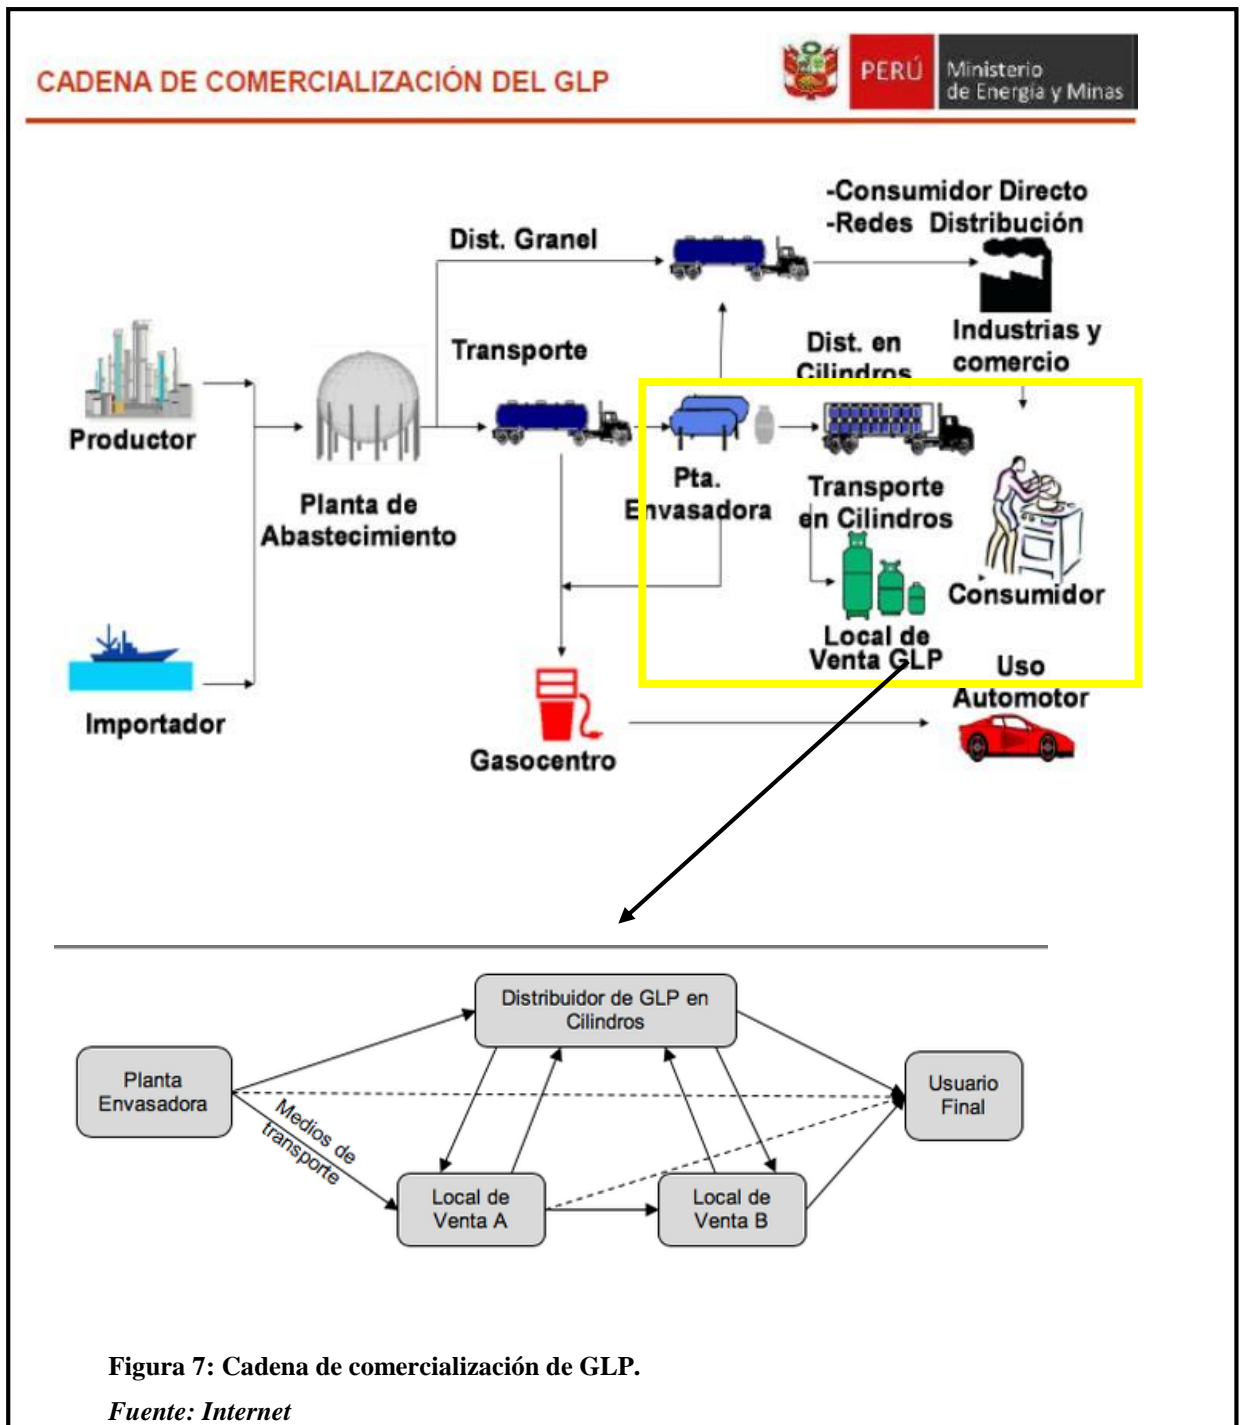 CADENA DE COMERCIALIZACIÓN DEL GLP
PERÚ
Ministerio
de Energía y Minas
-Consumidor Directo
-Redes Distribución
Dist. Granel
Transporte
Dist. en
Cilindros
Industrias y
comercio
Productor
Planta de
Abastecimiento
Pta.
Envasadora
Transporte
en Cilindros
Consumidor
Local de
Venta GLP
Importador
Uso
Automotor
Gasocentro
Distribuidor de GLP en
Cilindros
Planta
Envasadora
Usuario
Final
Medios de
transporte
Local de
Venta A
Local de
Venta B
Figura 7: Cadena de comercialización de GLP.
Fuente: Internet